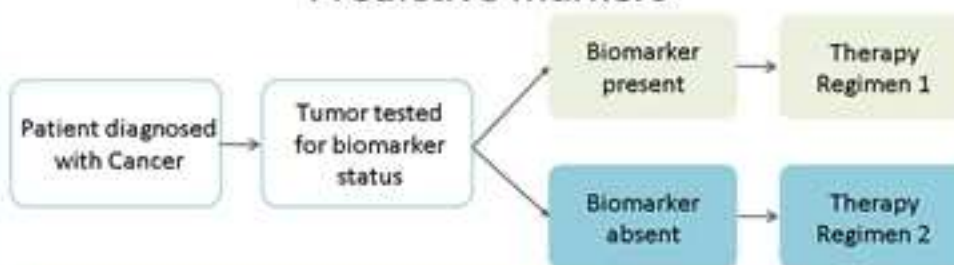 Patient diagnosed
with Cancer
Tumor tested
for biomarker
status
Biomarker
present
Therapy
Regimen 1
Biomarker
absent
Therapy
Regimen 2